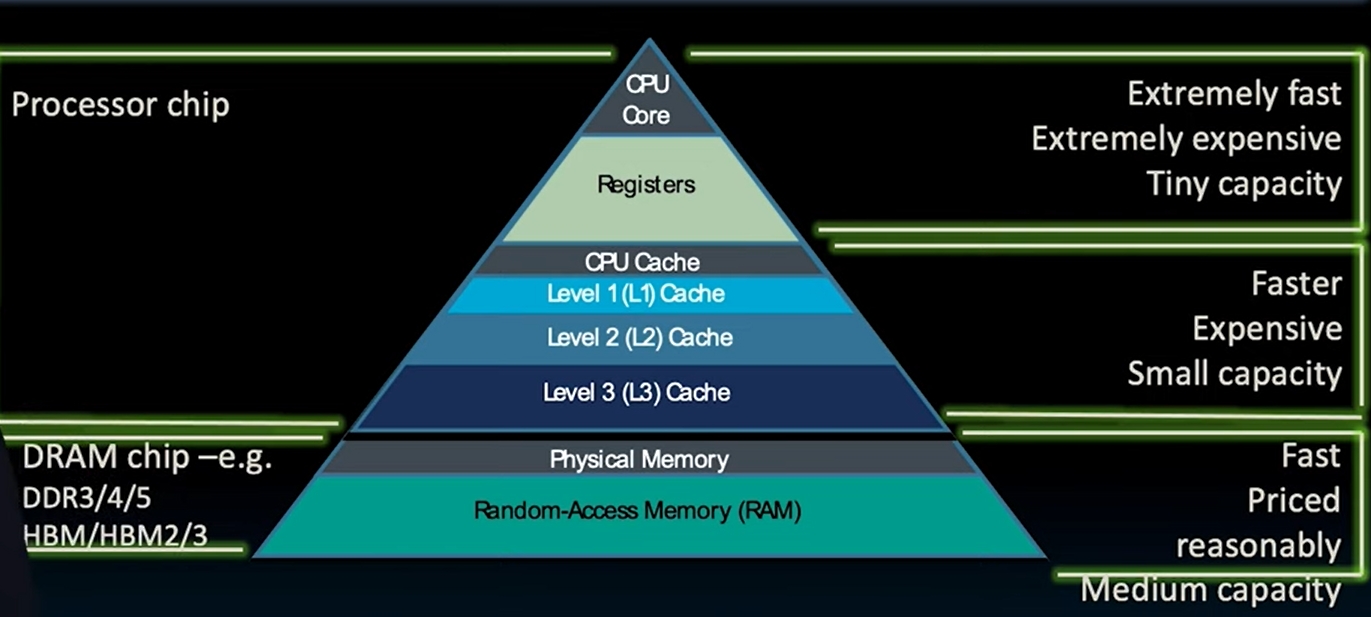 Processor chip
CPU
Core
Registers
CPU Cache
Level 1 (L1) Cache
Level 2 (L2) Cache
Level 3 (L3) Cache
Physical Memory
Random-Access Memory (RAM)
Extremely fast
Extremely expensive
Tiny capacity
Faster
Expensive
Small capacity
DRAM chip –e.g.
DDR3/4/5
HBM/HBM2/3
Fast
Priced
reasonably
Medium capacity